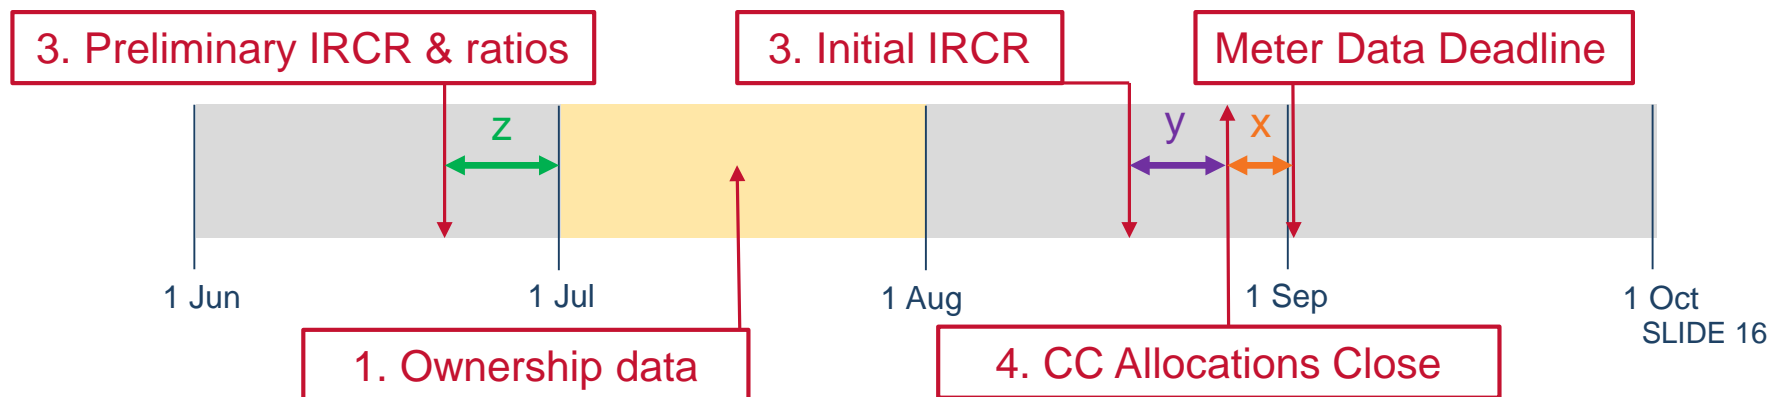 3. Preliminary IRCR & ratios
3. Initial IRCR
Meter Data Deadline
z
y
x
1 Jun
1 Jul
1 Aug
1 Sep
1 Oct
SLIDE 16
1. Ownership data
4. CC Allocations Close